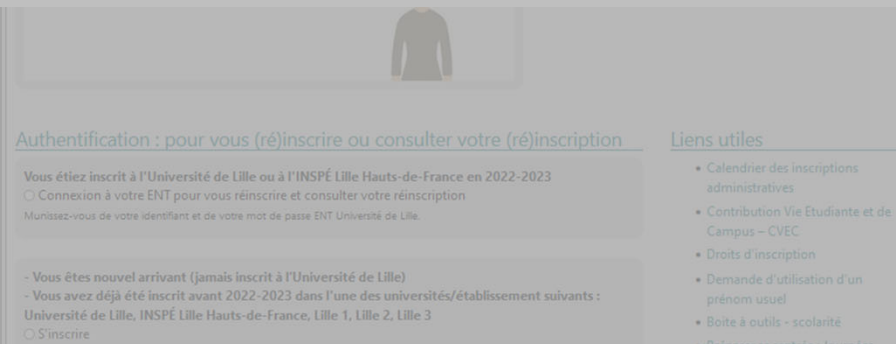 Authentification : pour vous (ré)inscrire ou consulter votre (ré)inscription
Vous étiez inscrit à l'Université de Lille ou à l'INSPÉ Lille Hauts-de-France en 2022-2023
Connexion à votre ENT pour vous réinscrire et consulter votre réinscription
Munissez-vous de votre identifiant et de votre mot de passe ENT Université de Lille.
- Vous êtes nouvel arrivant (jamais inscrit à l'Université de Lille)
- Vous avez déjà été inscrit avant 2022-2023 dans l'une des universités/établissement suivants :
Université de Lille, INSPÉ Lille Hauts-de-France, Lille 1, Lille 2, Lille 3
S'inscrire
Liens utiles
• Calendrier des inscriptions
administratives
• Contribution Vie Etudiante et de
Campus – CVEC
• Droits d'inscription
• Demande d'utilisation d'un
prénom usuel
• Boite à outils - scolarité